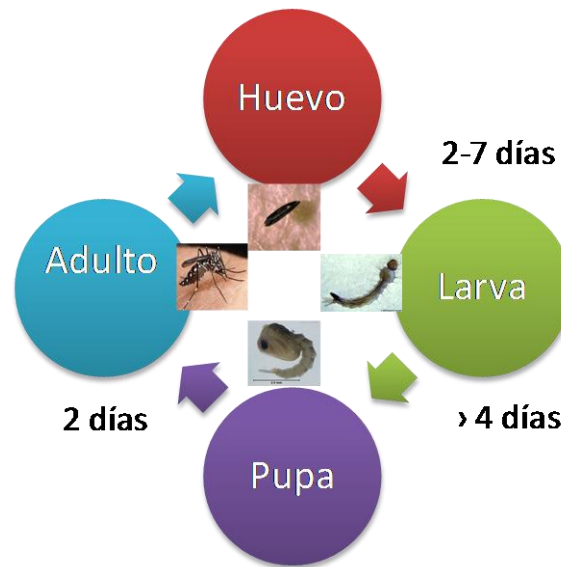 Huevo
2-7 días
Adulto
Larva
2 días
› 4 días
Pupa